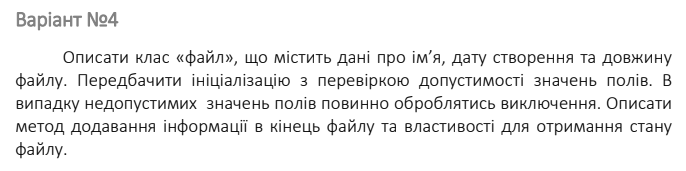 Варіант №4
Описати клас «файл», що містить дані про ім’я, дату створення та довжину
файлу. Передбачити ініціалізацію з перевіркою допустимості значень полів. В
випадку недопустимих значень полів повинно оброблятись виключення. Описати
метод додавання інформації в кінець файлу та властивості для отримання стану
файлу.